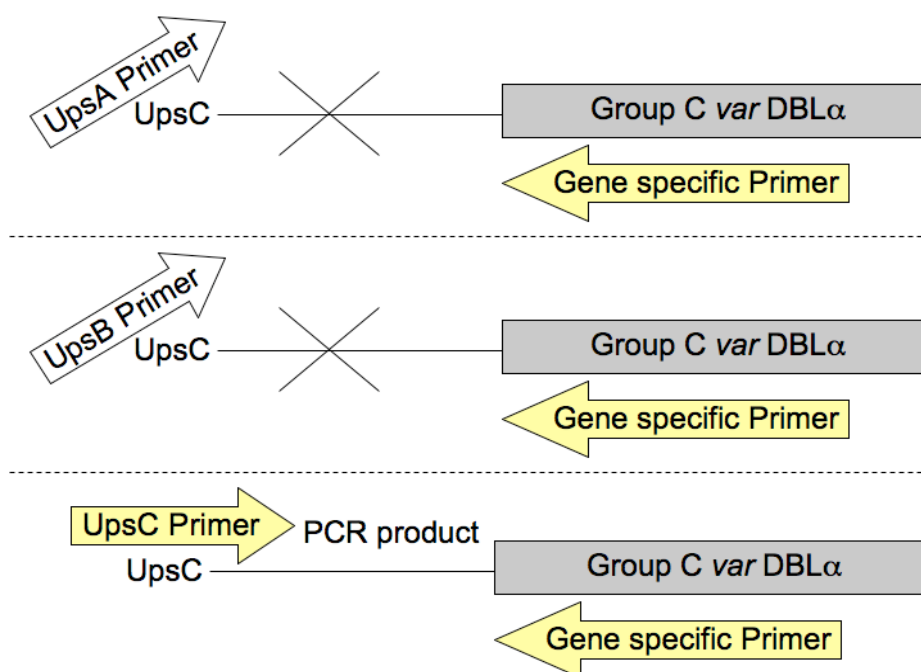 UpsA Primer
UpsC
Group C var DBLα
Gene specific Primer
UpsB Primer
UpsC
Group C var DBLα
Gene specific Primer
UpsC Primer
PCR product
UpsC
Group C var DBLα
Gene specific Primer